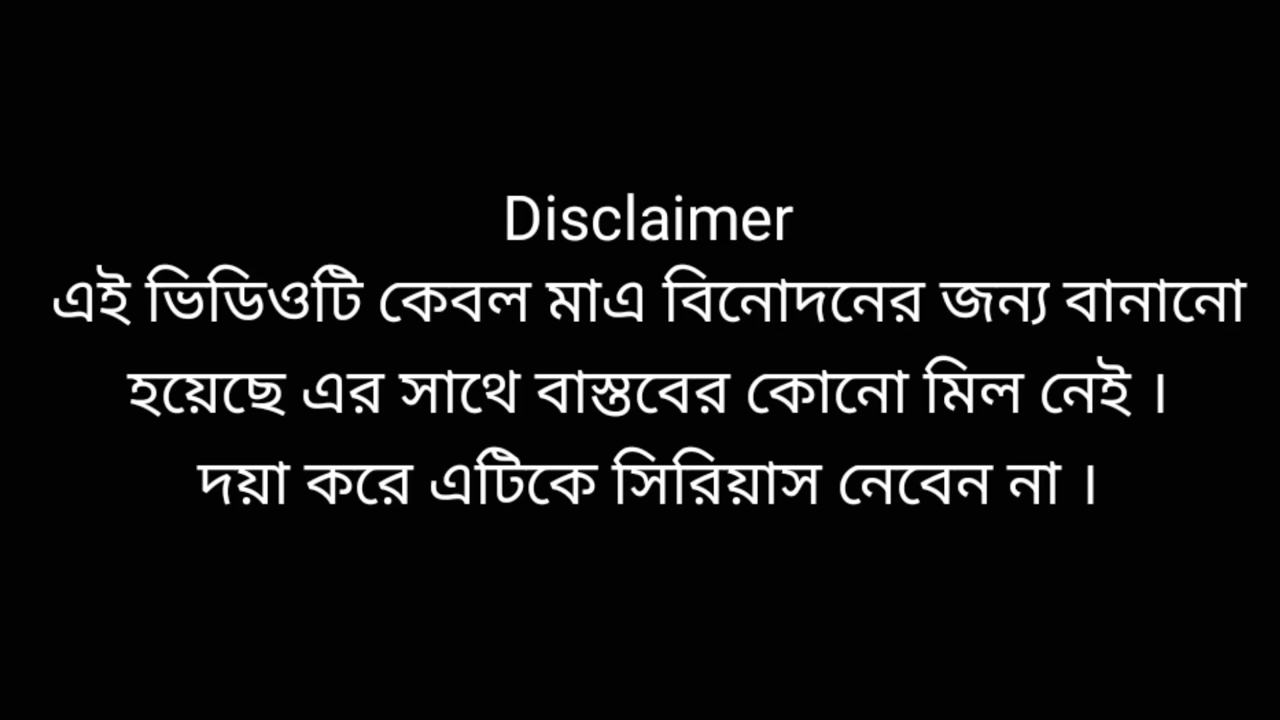 Disclaimer
এই ভিডিওটি কেবল মাএ বিনোদনের জন্য বানানো
হয়েছে এর সাথে বাস্তবের কোনো মিল নেই ।
দয়া করে এটিকে সিরিয়াস নেবেন না ।